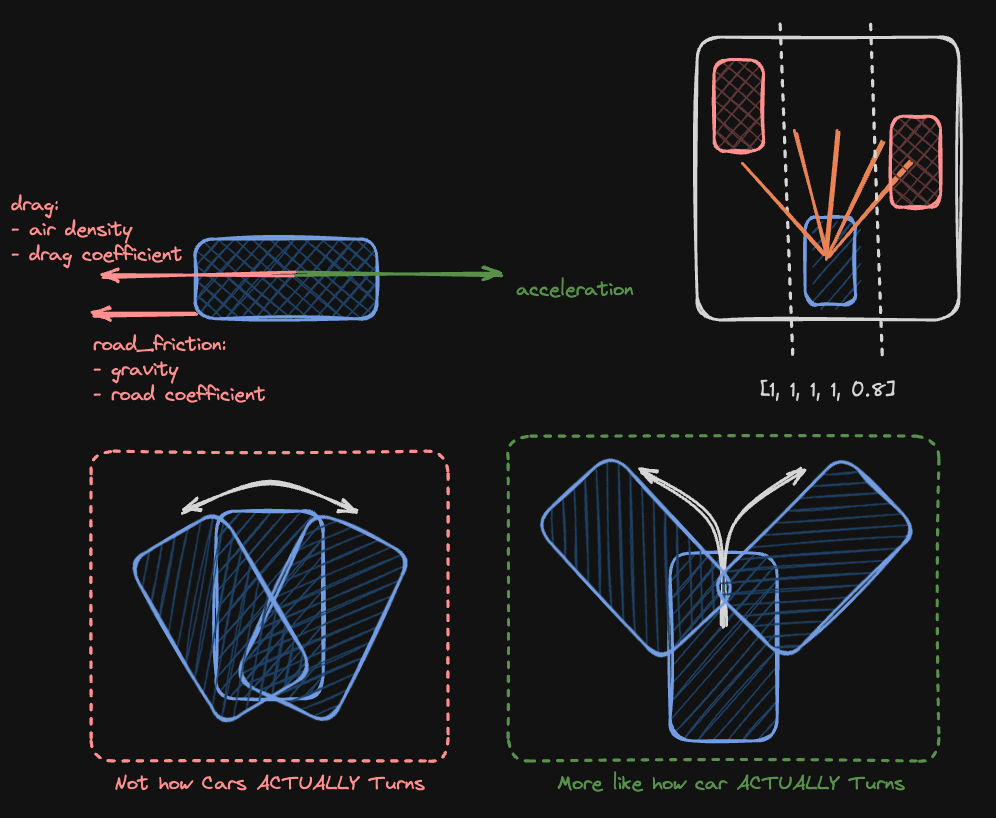 drag:
- air density
- drag coefficient
acceleration
road_friction:
- gravity
- road coefficient
[1, 1, 1, 1, 0.8]
Not how Cars ACTUALLY Turns
More like how car ACTUALLY Turns